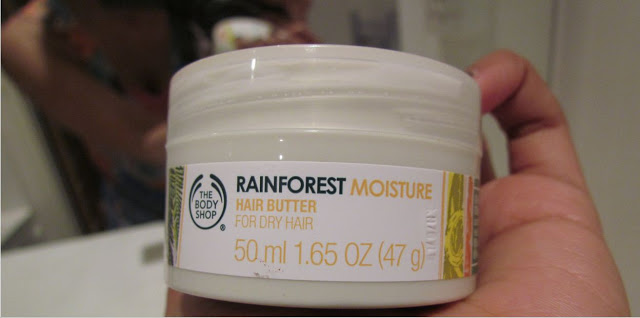 THE
BODY
SHOP
®
RAINFOREST MOISTURE
HAIR BUTTER
FOR DRY HAIR
50 ml 1.65 OZ (47 g)